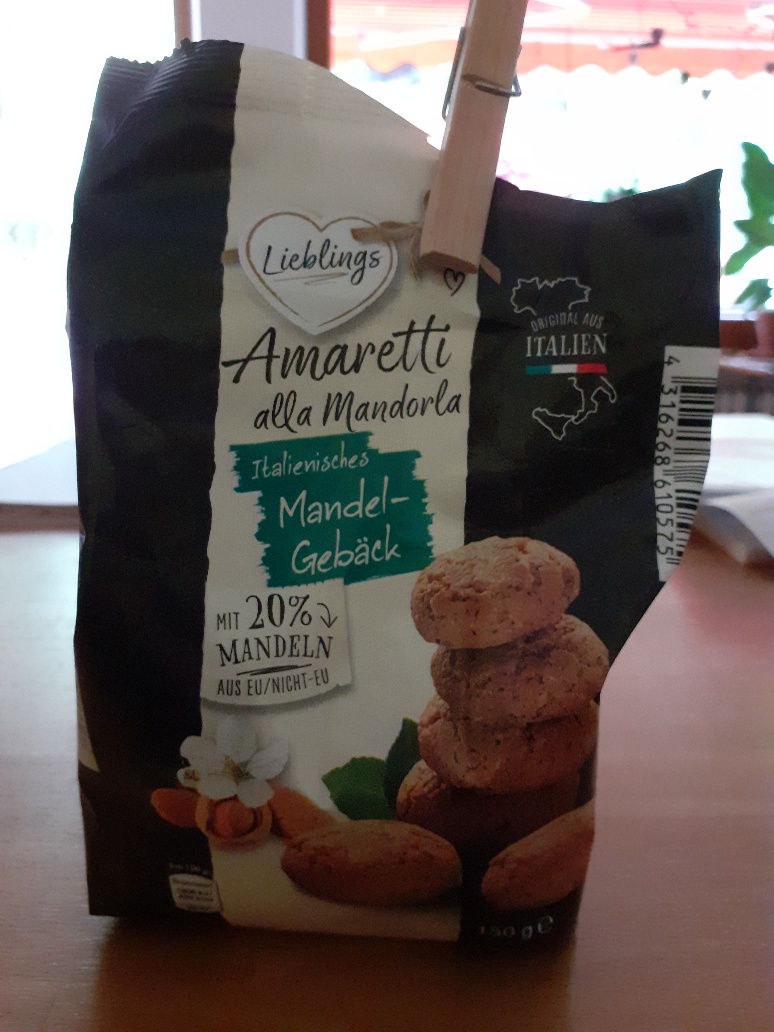 Lieblings
Amaretti
alla Mandorla
Italienisches
Mandel-
Gebäck
MIT 20%
MANDELN
AUS EU/NICHT-EU
ORIGINAL AUS
ITALIEN
4 316268 610575
g e